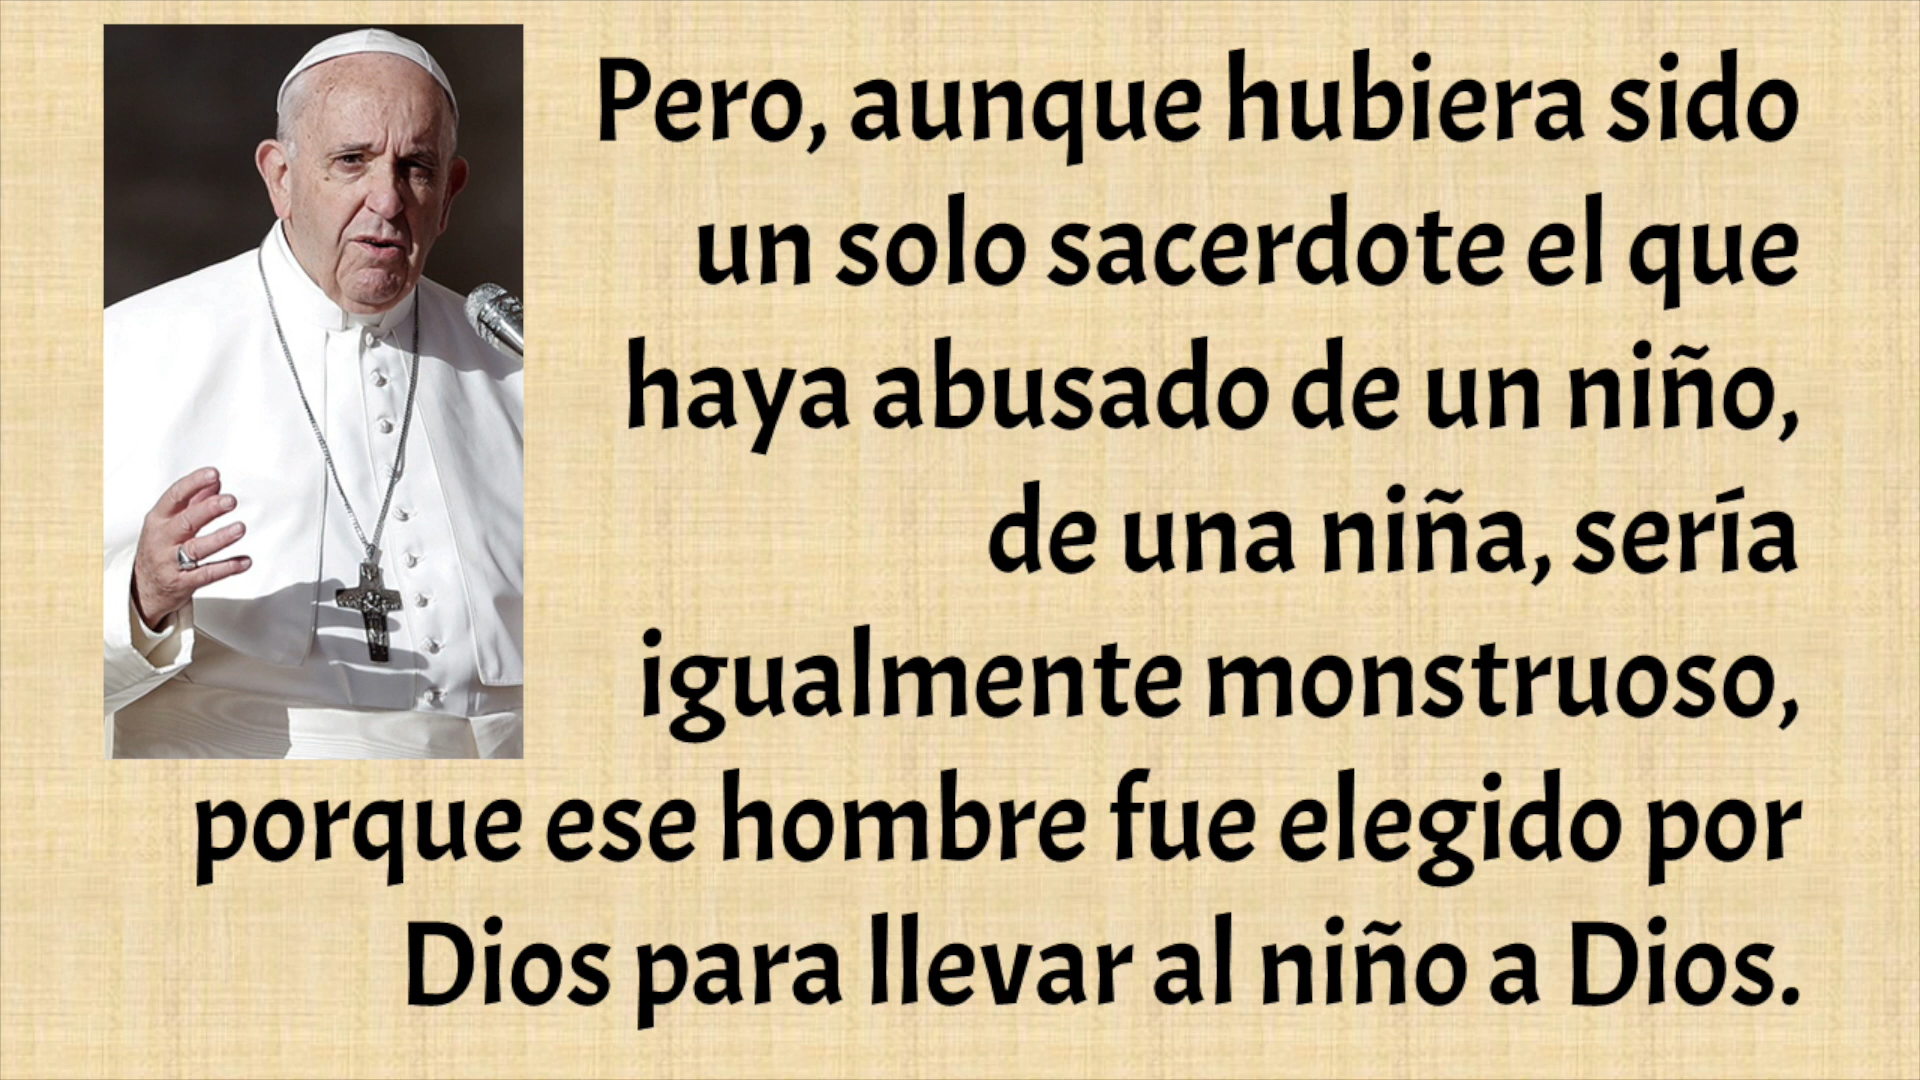 Pero, aunque hubiera sido
un solo sacerdote el que
haya abusado de un niño,
de una niña, sería
igualmente monstruoso,
porque ese hombre fue elegido por
Dios para llevar al niño a Dios.